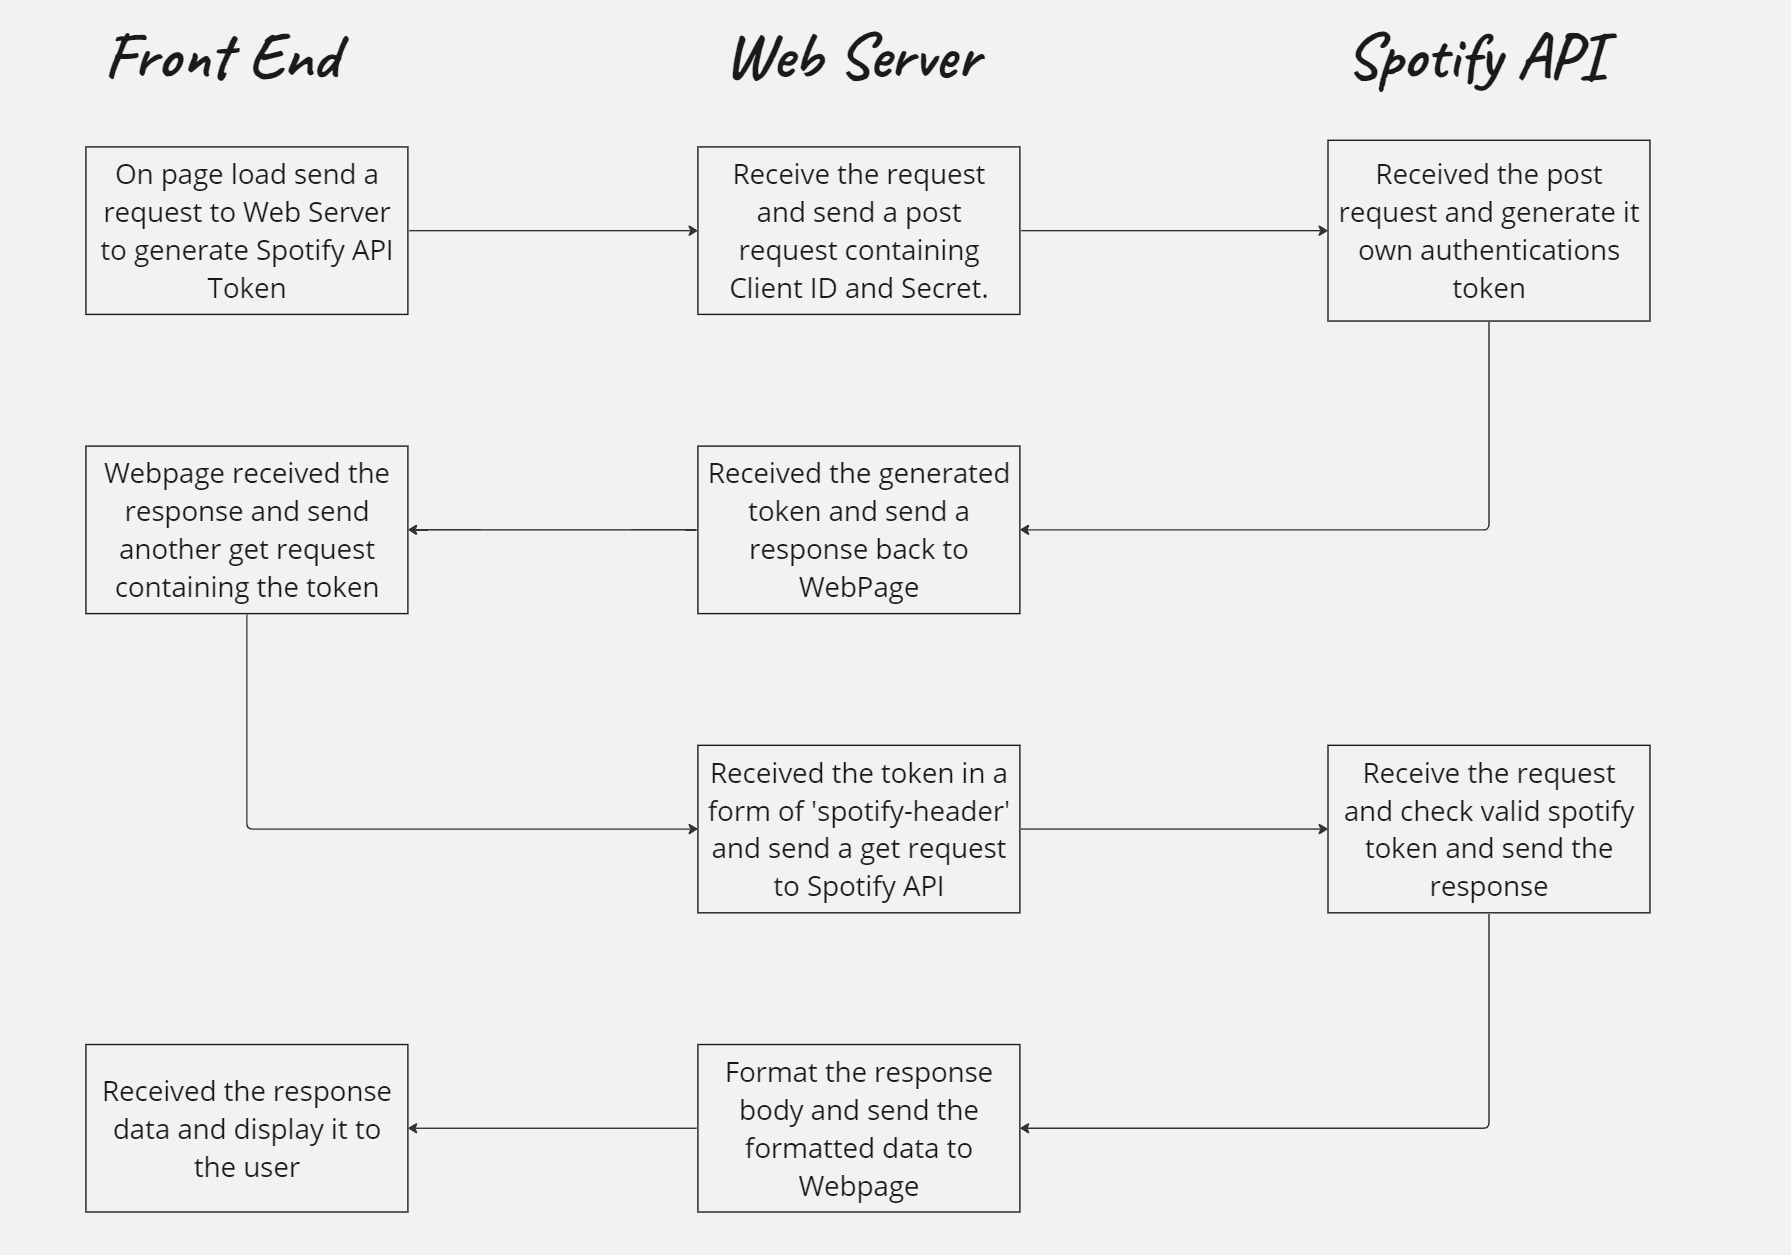 Front End
Web Server
Spotify API
On page load send a
request to Web Server
to generate Spotify API
Token
Receive the request
and send a post
request containing
Client ID and Secret.
Received the post
request and generate it
own authentications
token
Webpage received the
response and send
another get request
containing the token
Received the generated
token and send a
response back to
WebPage
Received the token in a
form of 'spotify-header'
and send a get request
to Spotify API
Receive the request
and check valid spotify
token and send the
response
Received the response
data and display it to
the user
Format the response
body and send the
formatted data to
Webpage